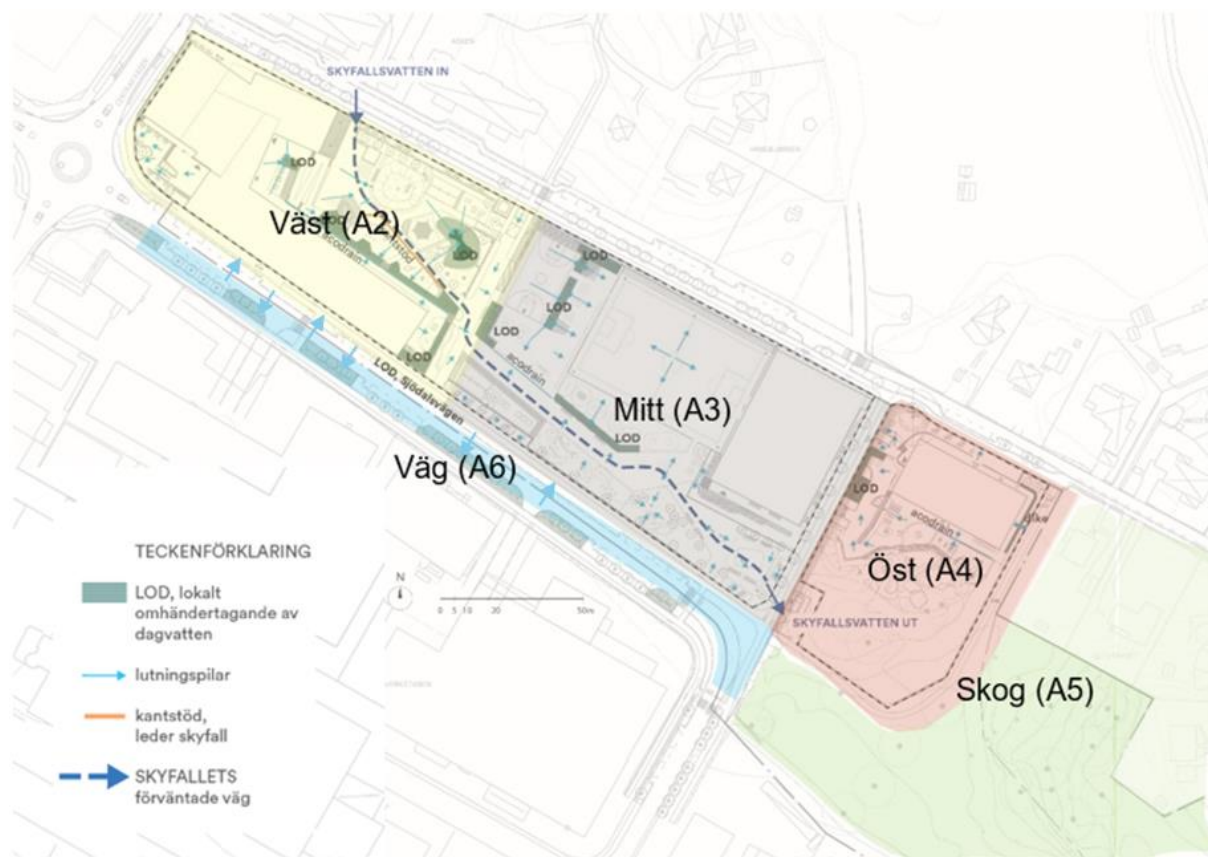 SKYFALLSVATTEN IN
LOD
Väst (A2)
LOD
acodrain
LOD
LOD
LOD
LOD
LOD
acodrain
LOD, Sjödalsvägen
Mitt (A3)
LOD
Väg (A6)
LOD
acodrain
dike
Öst (A4)
SKYFALLSVATTEN UT
Skog (A5)
TECKENFÖRKLARING
LOD, lokalt
omhändertagande av
dagvatten
lutningspilar
kantstöd,
leder skyfall
SKYFALLETS
förväntade väg
N
0 5 10 20 50m